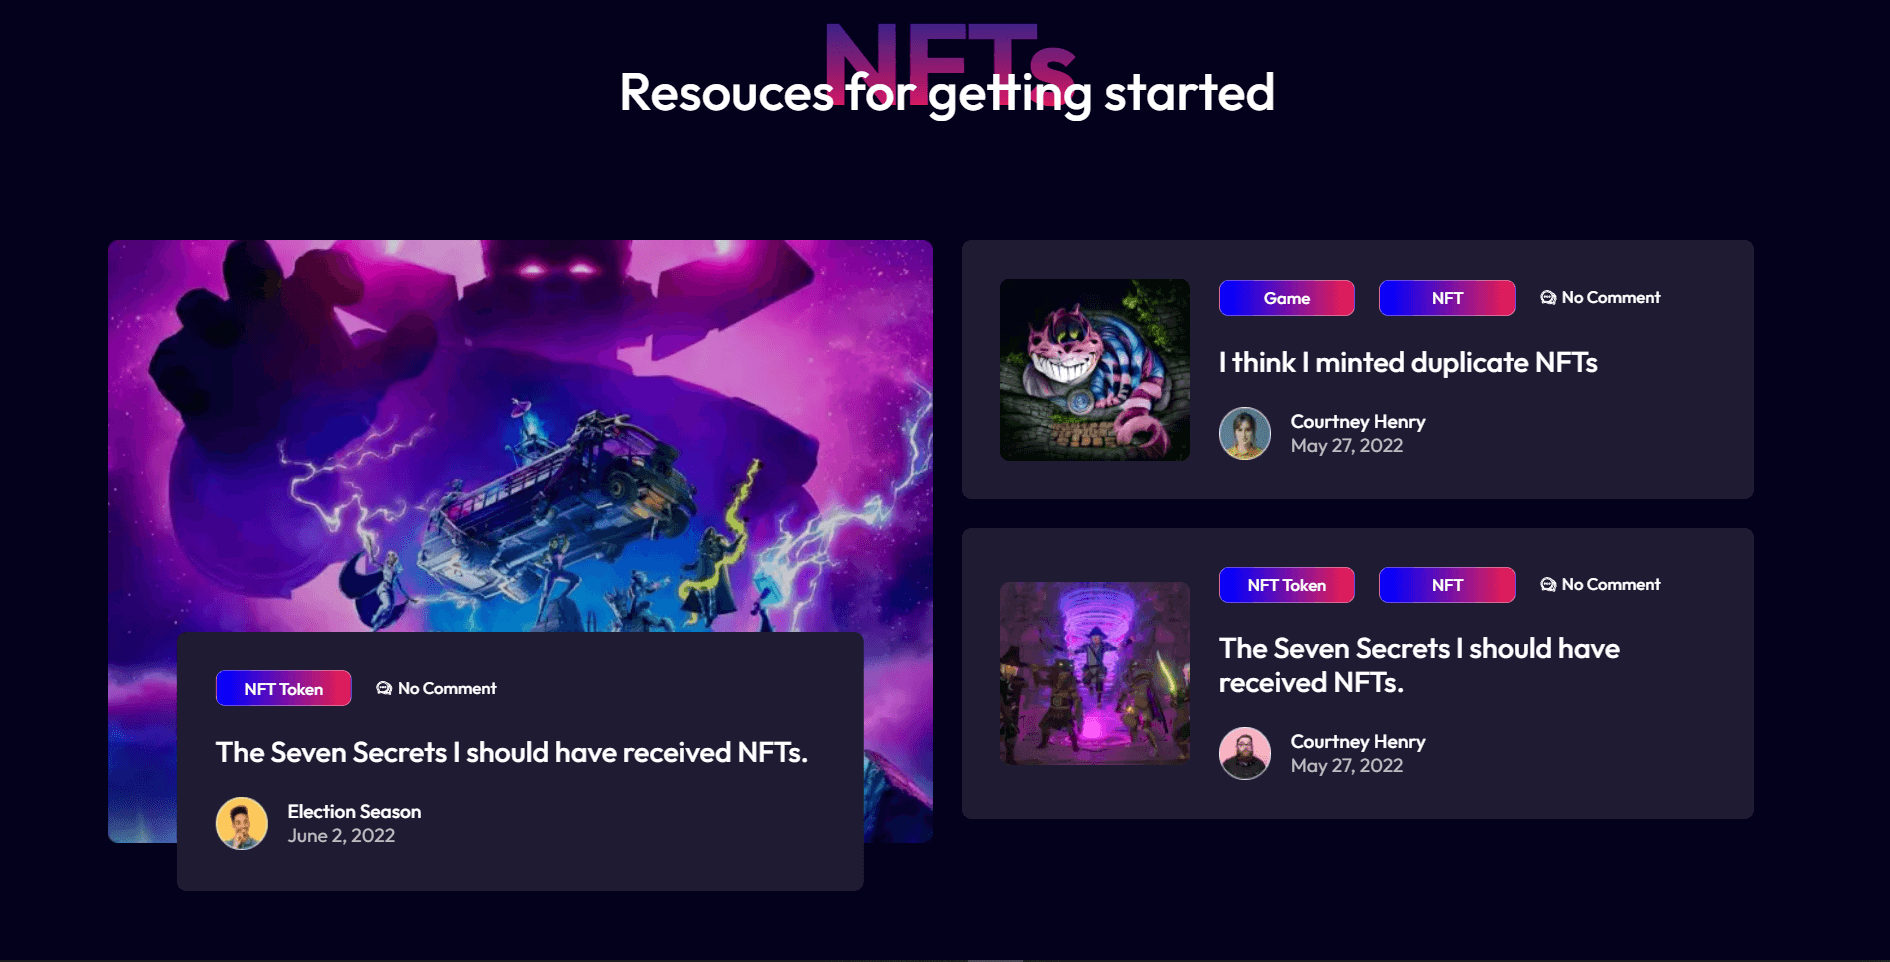 NFTs
Resouces for getting started
NFT Token No Comment
The Seven Secrets I should have received NFTs.
Election Season
June 2, 2022
Game NFT No Comment
I think I minted duplicate NFTs
Courtney Henry
May 27, 2022
NFT Token NFT No Comment
The Seven Secrets I should have
received NFTs.
Courtney Henry
May 27, 2022